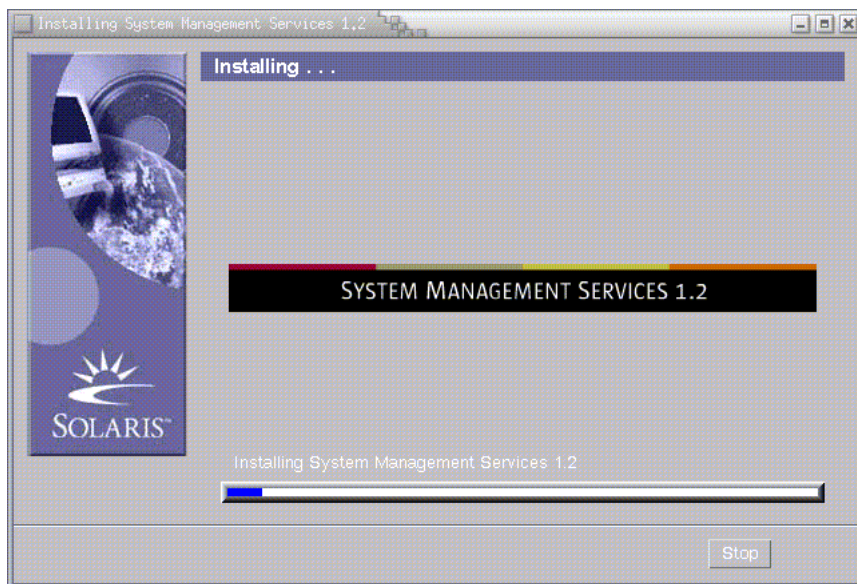 Installing System Management Services 1.2
Installing . . .
SYSTEM MANAGEMENT SERVICES 1.2
SOLARIS™
Installing System Management Services 1.2
Stop